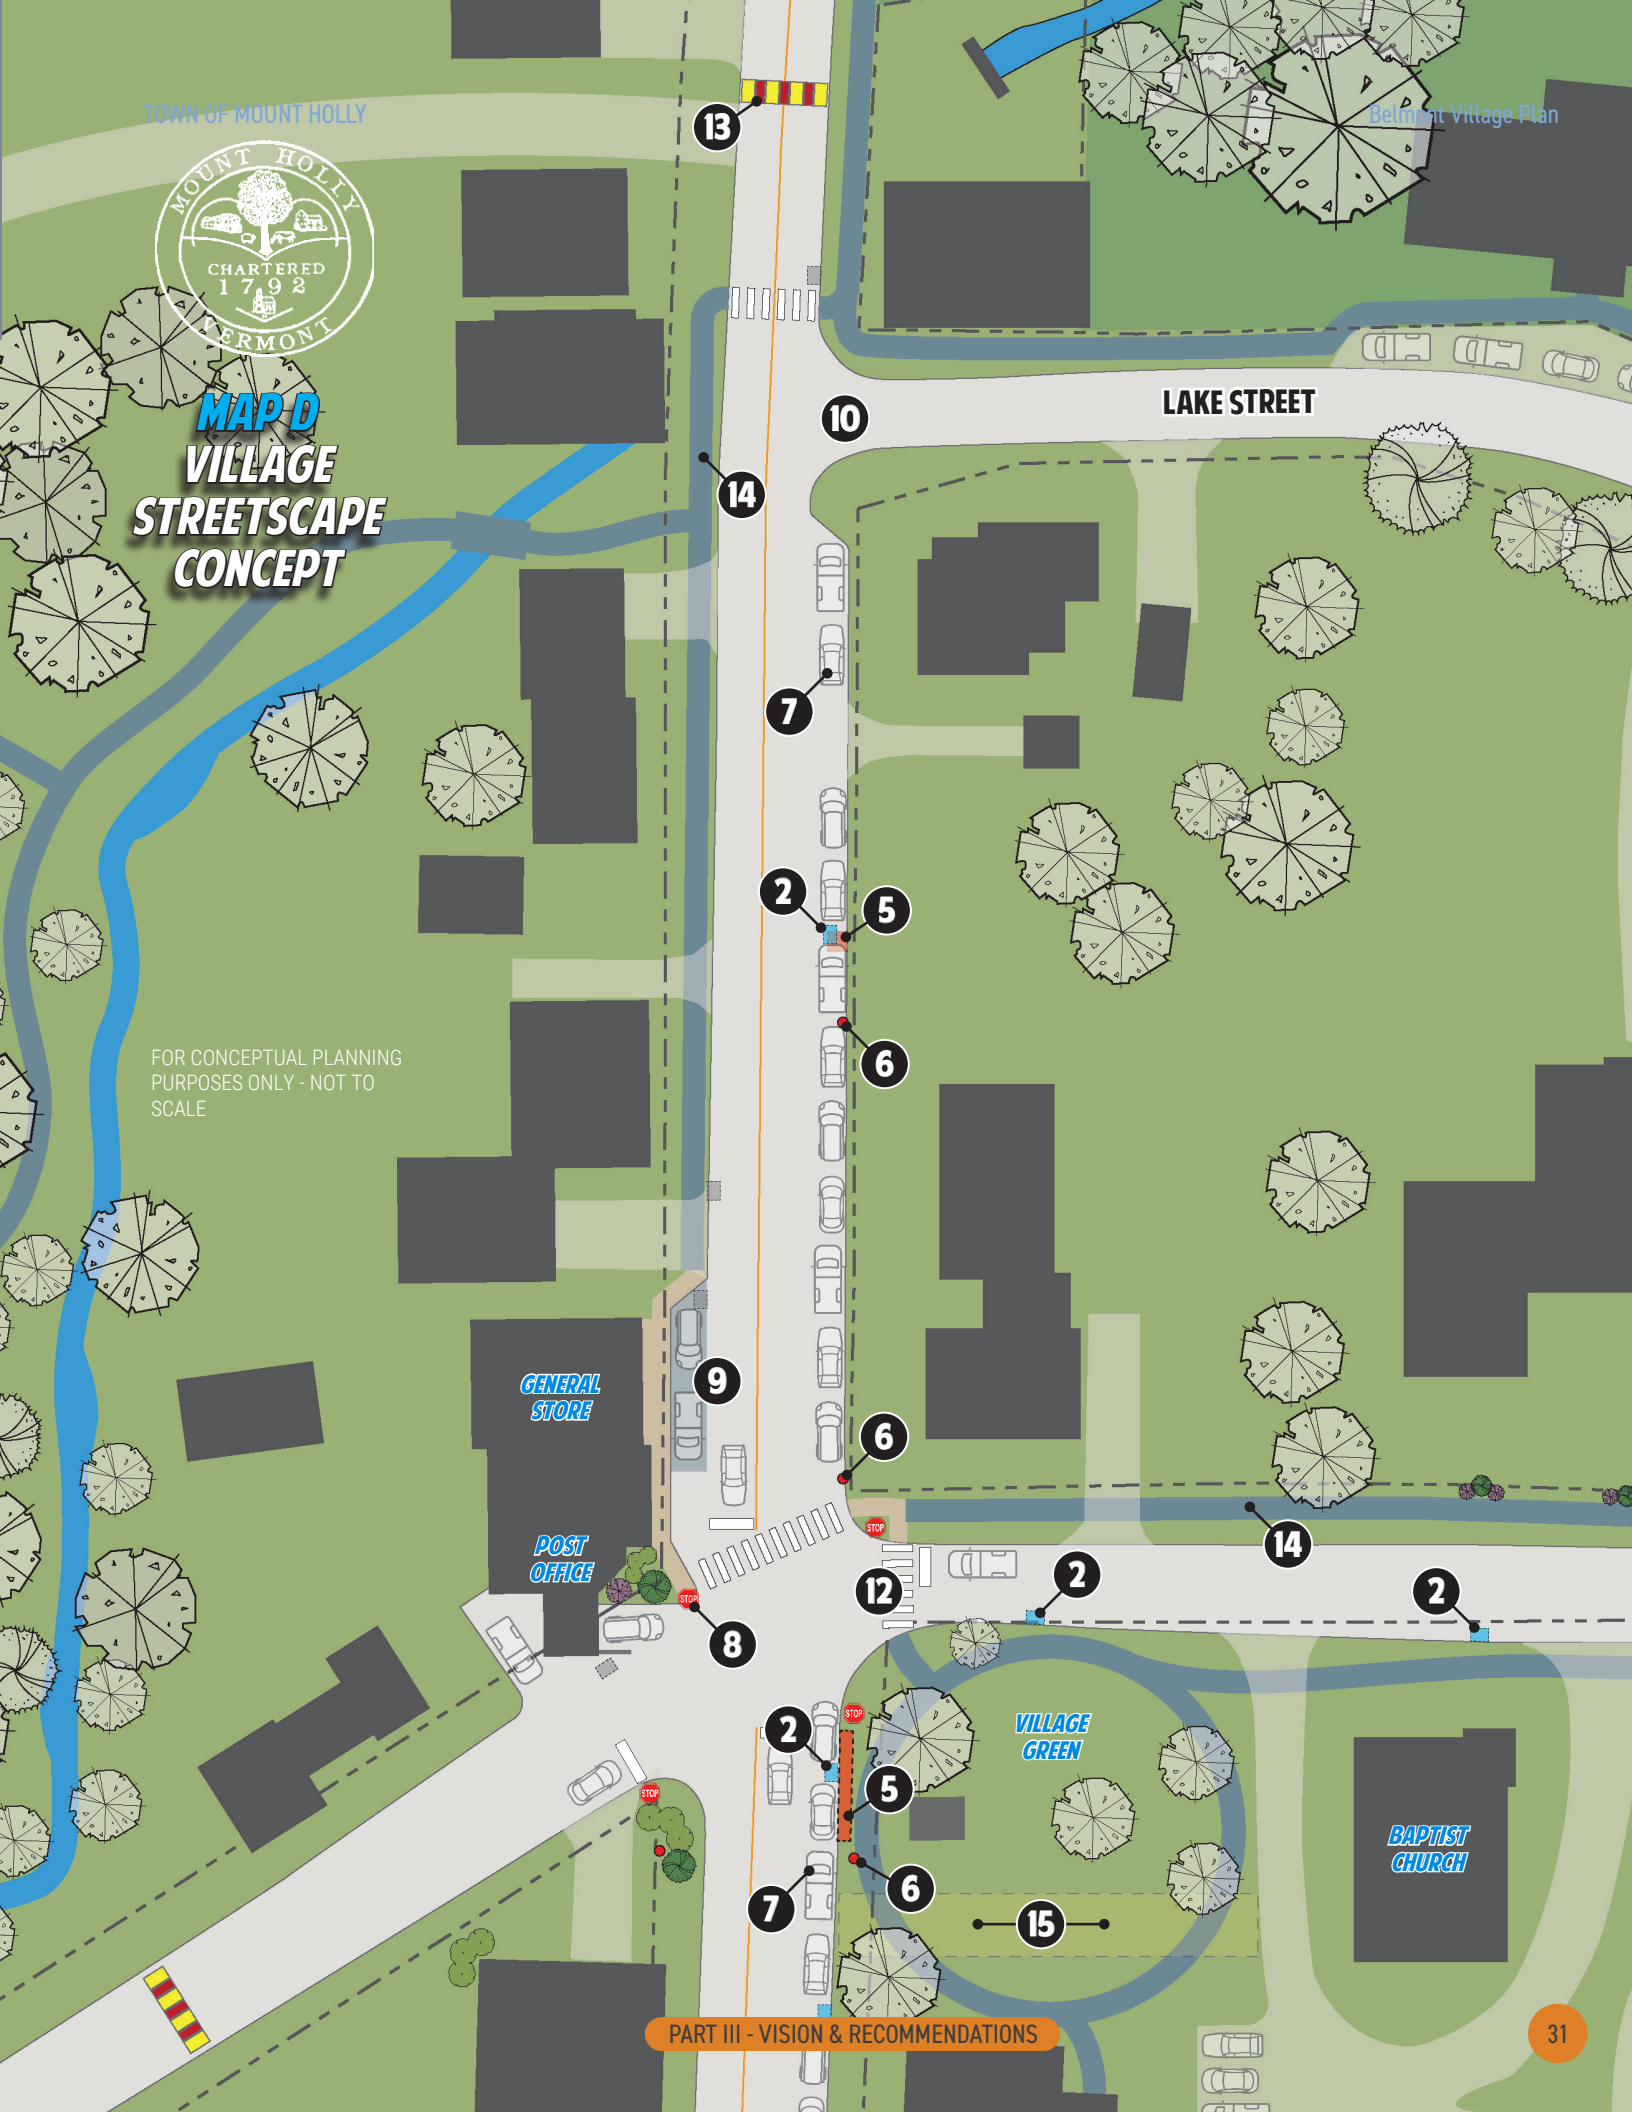 TOWN OF MOUNT HOLLY
Belmont Village Plan
MOUNT HOLLY
CHARTERED
1792
VERMONT
MAP D
VILLAGE
STREETSCAPE
CONCEPT
13
LAKE STREET
10
14
7
2
5
6
FOR CONCEPTUAL PLANNING
PURPOSES ONLY - NOT TO
SCALE
GENERAL
STORE
9
6
STOP
14
POST
OFFICE
12
2
2
STOP
8
STOP
2
VILLAGE
GREEN
STOP
5
BAPTIST
CHURCH
7
6
15
PART III - VISION & RECOMMENDATIONS
31